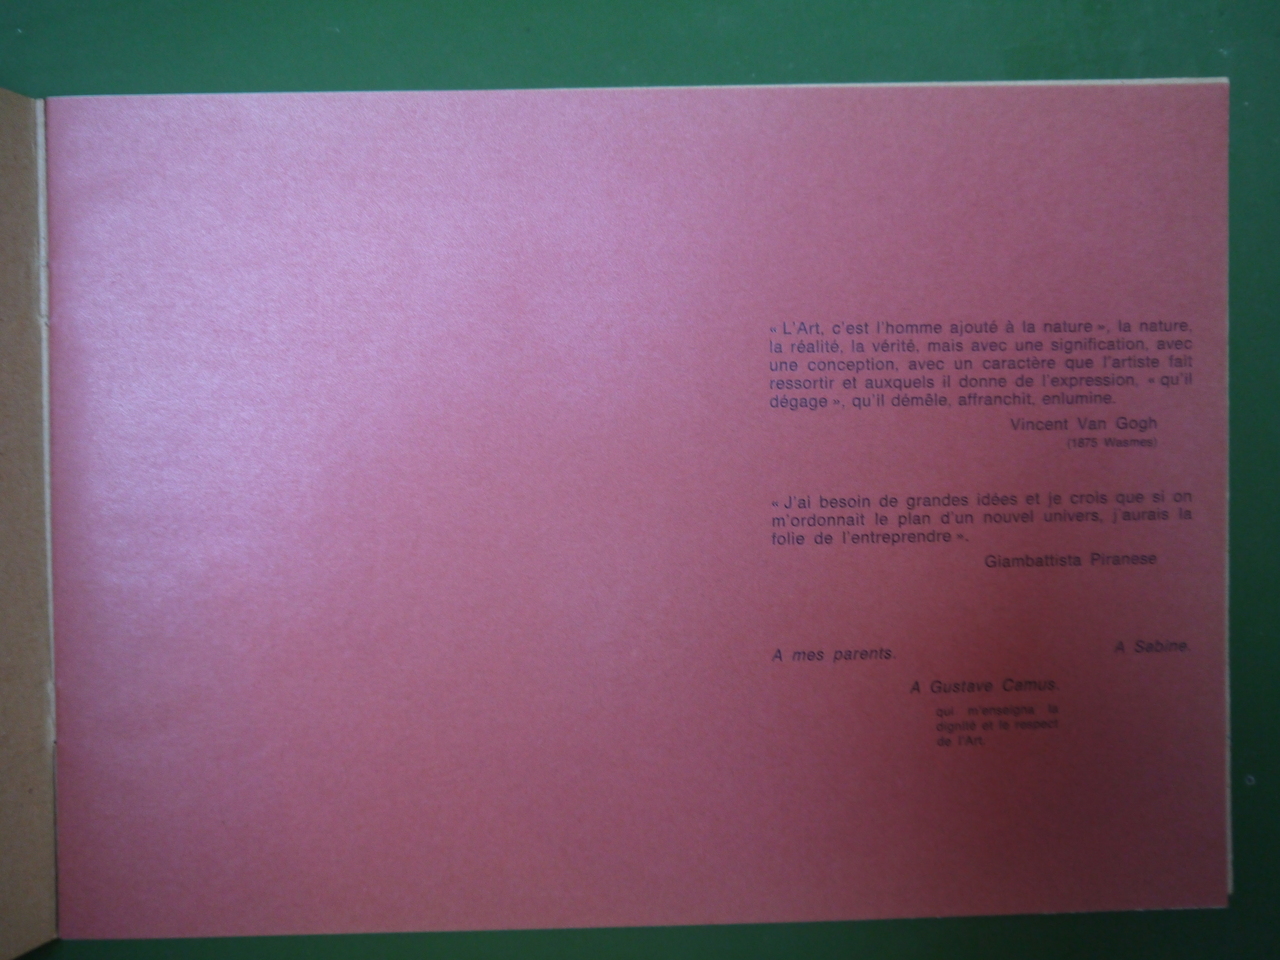 « L'Art, c'est l'homme ajouté à la nature », la nature,
la réalité, la vérité, mais avec une signification, avec
une conception, avec un caractère que l'artiste fait
ressortir et auxquels il donne de l'expression, « qu'il
dégage », qu'il démêle, affranchit, enlumine.
Vincent Van Gogh
(1875 Wasmes)
« J'ai besoin de grandes idées et je crois que si on
m'ordonnait le plan d'un nouvel univers, j'aurais la
folie de l'entreprendre ».
Giambattista Piranese
A mes parents. A Sabine.
A Gustave Camus.
qui m'enseigna la
dignité et le respect
de l'Art.